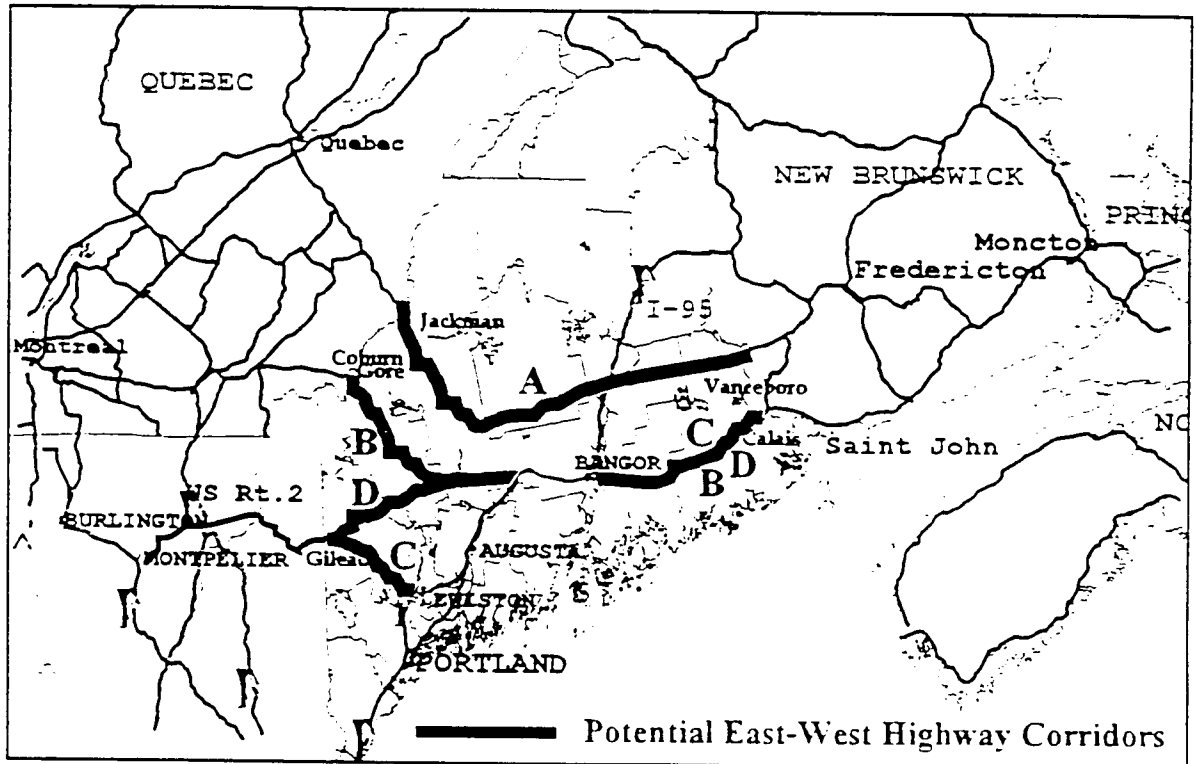 QUEBEC
Quebec
NEW BRUNSWICK
PRINC
Moncton
Fredericton
I-95
Jackman
Montreal
Coburn
Gore
A
Vanceboro
C
B
Calais
NO
Saint John
BANGOR
D
B
D
US Rt.2
BURLINGTON
MONTPELIER
Gilead
C
AUGUSTA
LEWISTON
PORTLAND
Potential East-West Highway Corridors